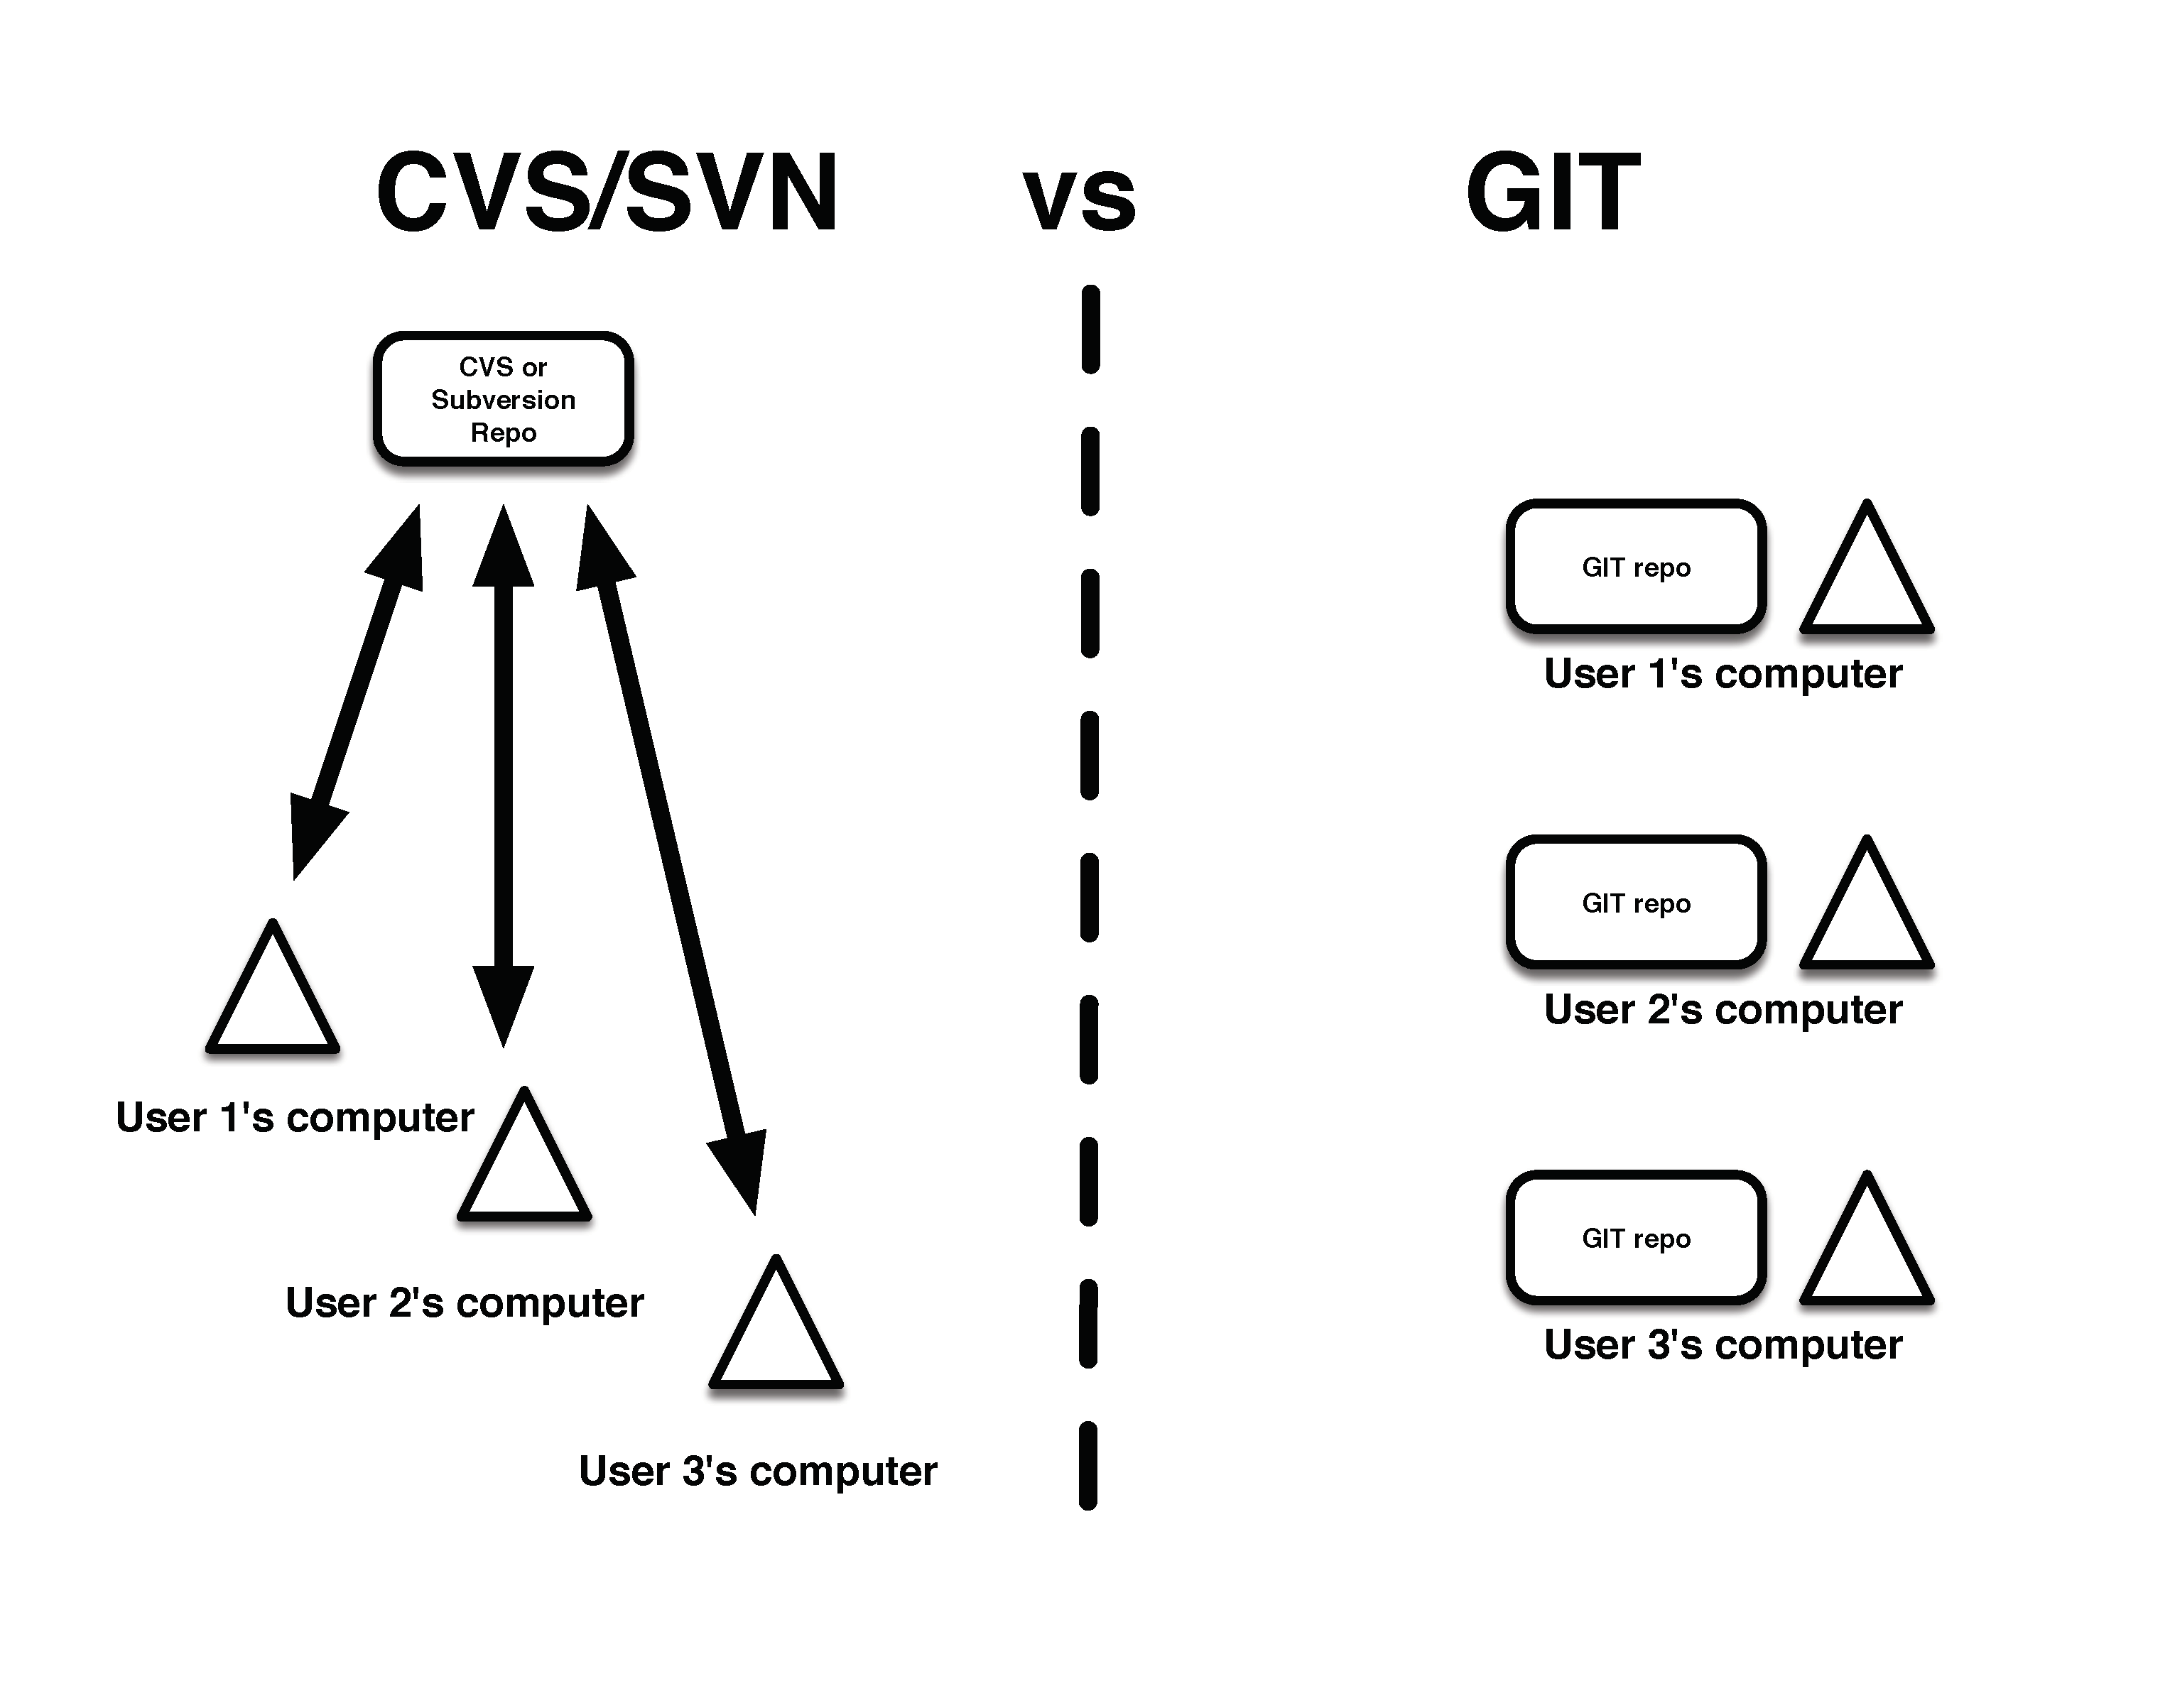 CVS/SVN vs GIT
CVS or
Subversion
Repo
User 1's computer
User 2's computer
User 3's computer
GIT repo
User 1's computer
GIT repo
User 2's computer
GIT repo
User 3's computer